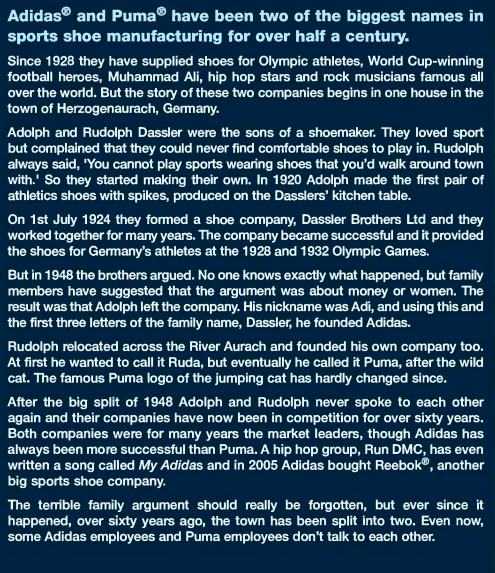 Adidas® and Puma® have been two of the biggest names in
sports shoe manufacturing for over half a century.
Since 1928 they have supplied shoes for Olympic athletes, World Cup-winning
football heroes, Muhammad Ali, hip hop stars and rock musicians famous all
over the world. But the story of these two companies begins in one house in the
town of Herzogenaurach, Germany.
Adolph and Rudolph Dassler were the sons of a shoemaker. They loved sport
but complained that they could never find comfortable shoes to play in. Rudolph
always said, 'You cannot play sports wearing shoes that you'd walk around town
with.' So they started making their own. In 1920 Adolph made the first pair of
athletics shoes with spikes, produced on the Dasslers' kitchen table.
On 1st July 1924 they formed a shoe company, Dassler Brothers Ltd and they
worked together for many years. The company became successful and it provided
the shoes for Germany's athletes at the 1928 and 1932 Olympic Games.
But in 1948 the brothers argued. No one knows exactly what happened, but family
members have suggested that the argument was about money or women. The
result was that Adolph left the company. His nickname was Adi, and using this and
the first three letters of the family name, Dassler, he founded Adidas.
Rudolph relocated across the River Aurach and founded his own company too.
At first he wanted to call it Ruda, but eventually he called it Puma, after the wild
cat. The famous Puma logo of the jumping cat has hardly changed since.
After the big split of 1948 Adolph and Rudolph never spoke to each other
again and their companies have now been in competition for over sixty years.
Both companies were for many years the market leaders, though Adidas has
always been more successful than Puma. A hip hop group, Run DMC, has even
written a song called My Adidas and in 2005 Adidas bought Reebok®, another
big sports shoe company.
The terrible family argument should really be forgotten, but ever since it
happened, over sixty years ago, the town has been split into two. Even now,
some Adidas employees and Puma employees don't talk to each other.